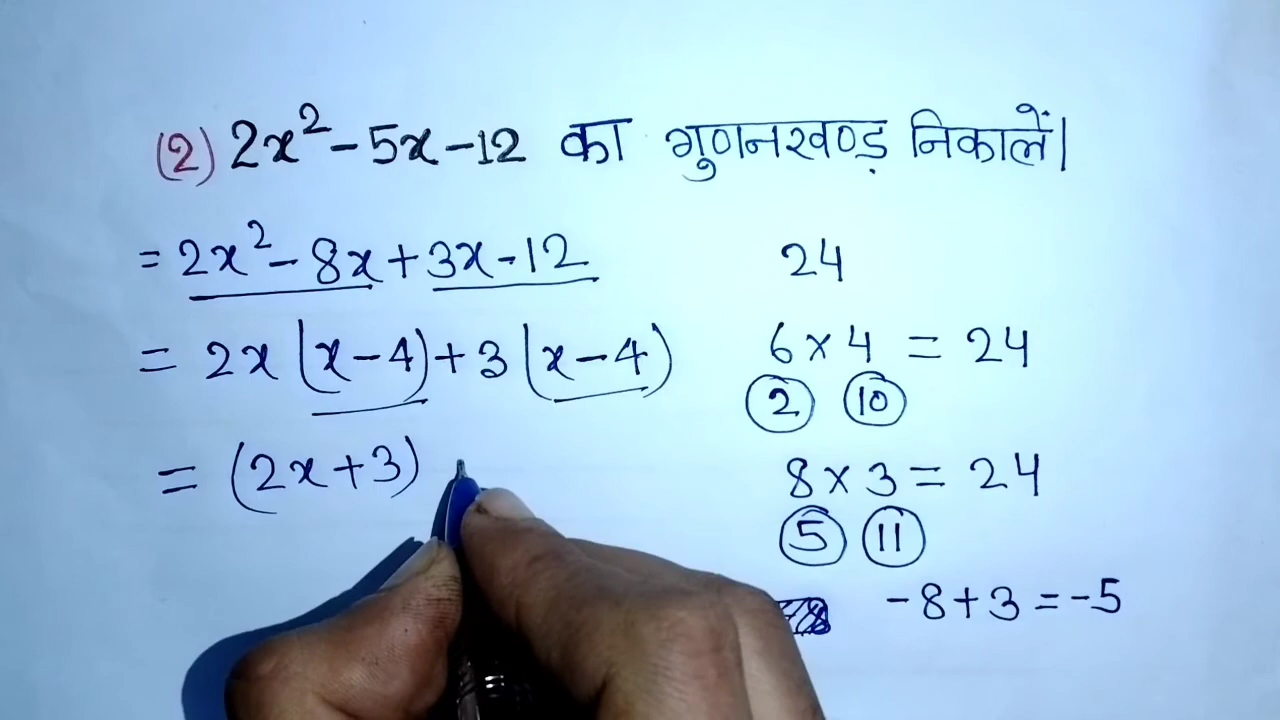 (2) 2x² - 5x - 12 का गुणनखण्ड़ निकालें।
= 2x² - 8x + 3x - 12
= 2x (x - 4) + 3 (x - 4)
= (2x + 3)
24
6 × 4 = 24
2 10
8 × 3 = 24
5 11
-8 + 3 = -5